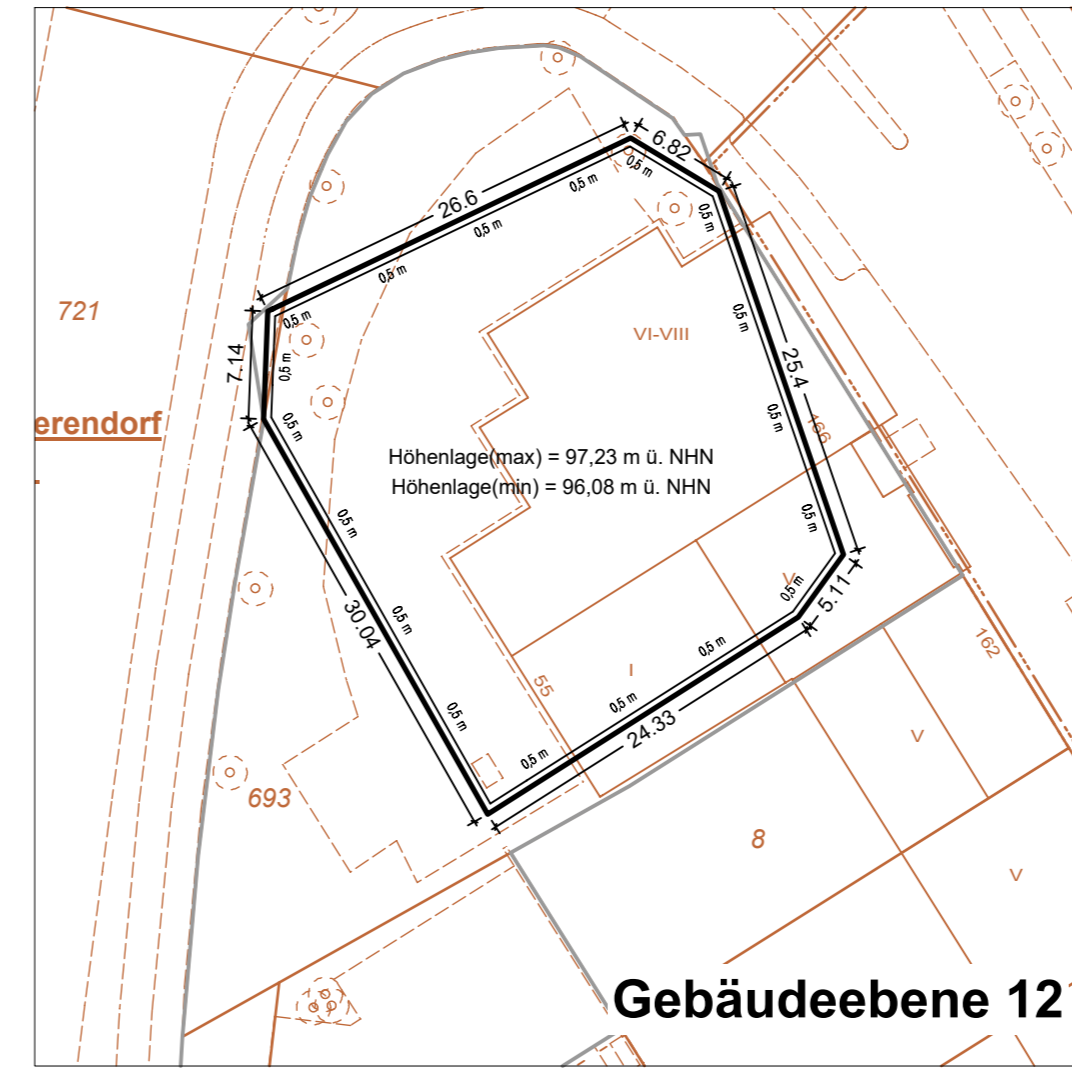 6.82
0,5 m
26.6
0,5 m
0,5 m
0,5 m
0,5 m
721
0,5 m
0,5 m
VI-VIII
7.14
0,5 m
25.4
erendorf
0,5 m
0,5 m
166
Höhenlage(max) = 97,23 m ü. NHN
Höhenlage(min) = 96,08 m ü. NHN
0,5 m
0,5 m
30.04
0,5 m
0,5 m
V
5.11
162
0,5 m
I
55
0,5 m
0,5 m
24.33
V
0,5 m
693
8
V
Gebäudeebene 12